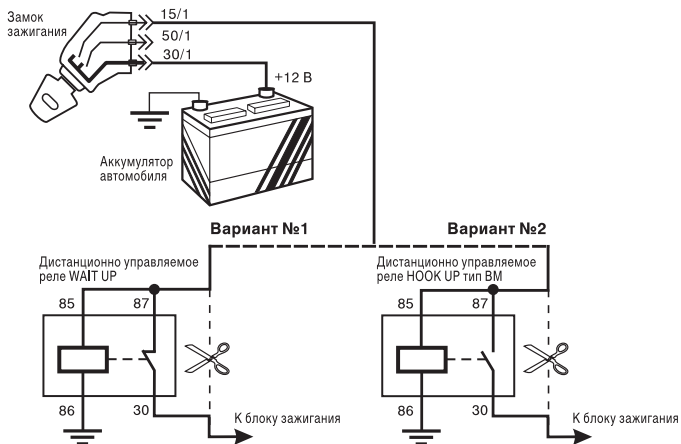 Замок
зажигания
15/1
50/1
30/1
+12 В
Аккумулятор
автомобиля
Вариант №1
Вариант №2
Дистанционно управляемое
реле WAIT UP
Дистанционно управляемое
реле HOOK UP тип ВМ
85
87
85
87
86
30
К блоку зажигания
86
30
К блоку зажигания